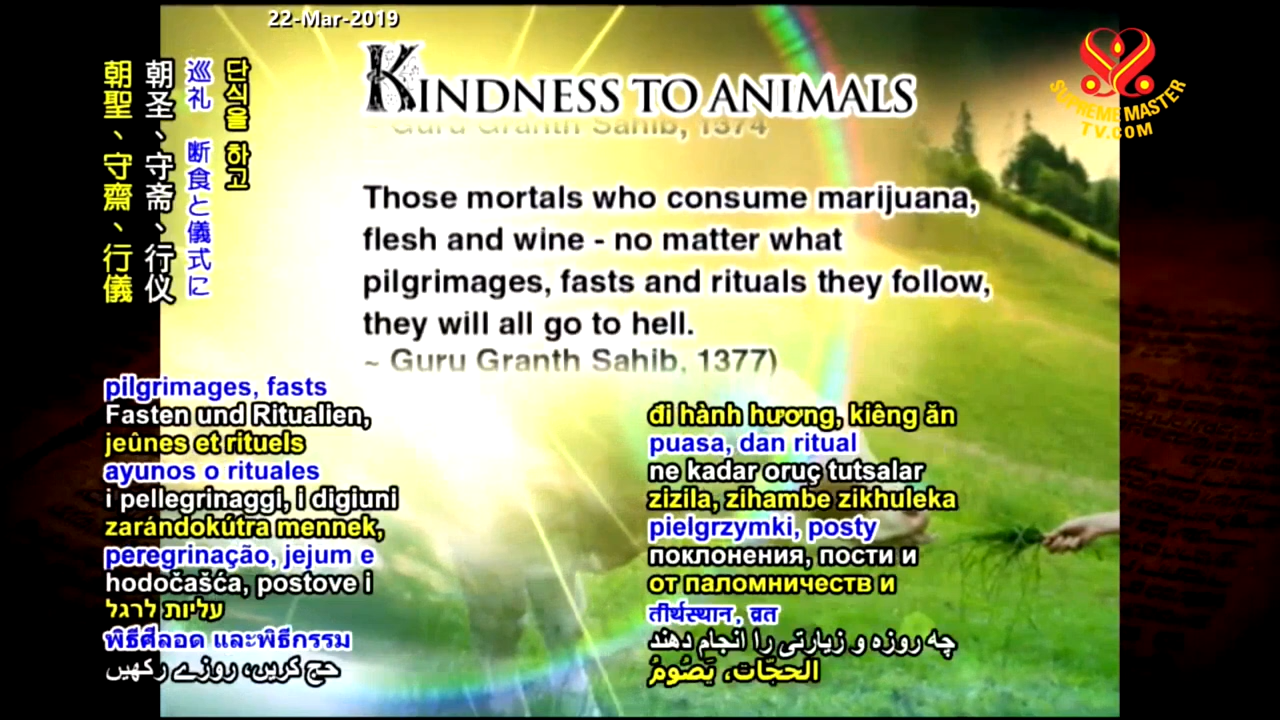 22-Mar-2019
KINDNESS TO ANIMALS
Guru Granth Sahib, 1374
Those mortals who consume marijuana,
flesh and wine - no matter what
pilgrimages, fasts and rituals they follow,
they will all go to hell.
~ Guru Granth Sahib, 1377)
SUPREME MASTER
TV.COM
단식을 하고
巡礼 断食と儀式に
朝圣、守斋、行仪
朝聖、守齋、行儀
pilgrimages, fasts
Fasten und Ritualien,
jeûnes et rituels
ayunos o rituales
i pellegrinaggi, i digiuni
zarándokútra mennek,
peregrinação, jejum e
hodočašća, postove i
עליות לרגל
พิธีศีลอด และพิธีกรรม
حج کریں، روزے رکھیں
đi hành hương, kiêng ăn
puasa, dan ritual
ne kadar oruç tutsalar
zizila, zihambe zikhuleka
pielgrzymki, posty
поклонения, пости и
от паломничеств и
तीर्थस्थान, व्रत
چه روزه و زیارتی را انجام دهند
الحجّات، يَصُومُ